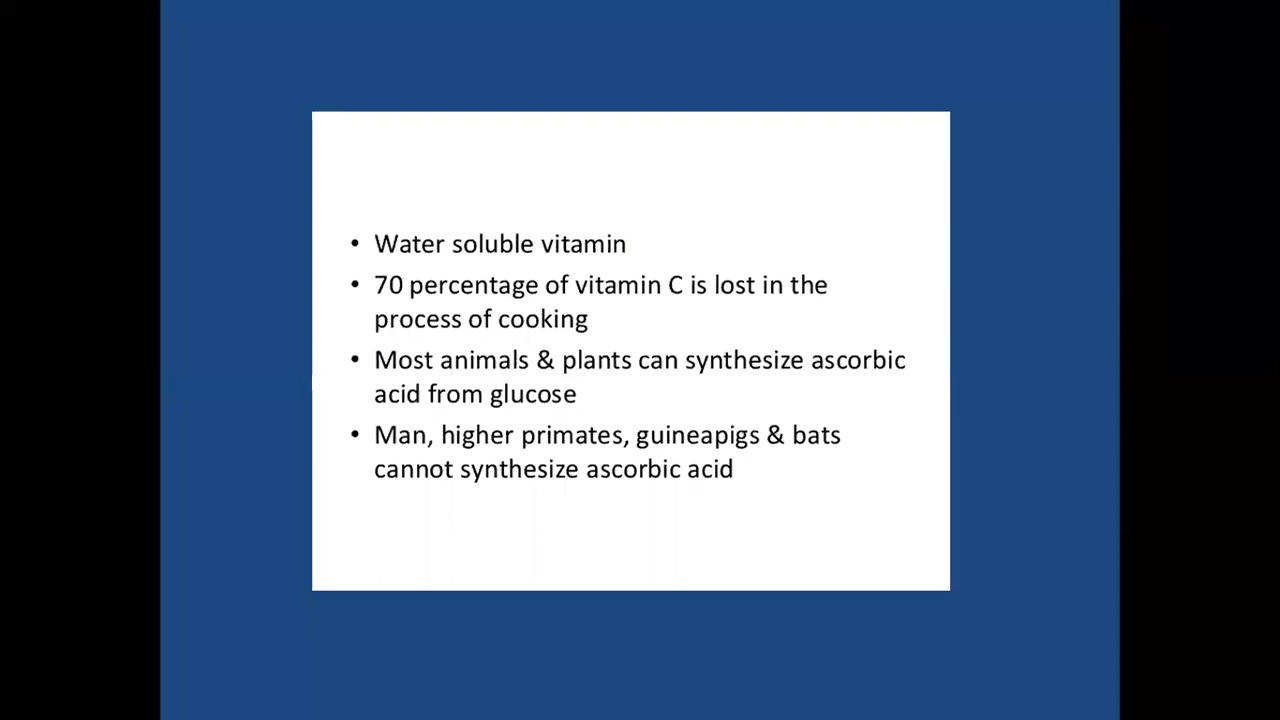 • Water soluble vitamin
• 70 percentage of vitamin C is lost in the
process of cooking
• Most animals & plants can synthesize ascorbic
acid from glucose
• Man, higher primates, guineapigs & bats
cannot synthesize ascorbic acid